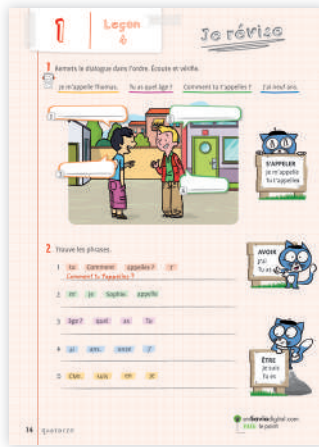 1
Leçon
6
Je révise
1 Remets le dialogue dans l'ordre. Écoute et vérifie.
Je m'appelle Thomas. Tu as quel âge ? Comment tu t'appelles ? J'ai neuf ans.
S'APPELER
je m'appelle
tu t'appelles
2 Trouve les phrases.
1 tu Comment appelles ? t'
Comment tu t'appelles ?
2 m' Je Sophie. appelle
3 âge ? quel as Tu
4 ai ans. onze J'
5 suis en Je
AVOIR
j'ai
tu as
ÊTRE
je suis
tu es
14 quatorze